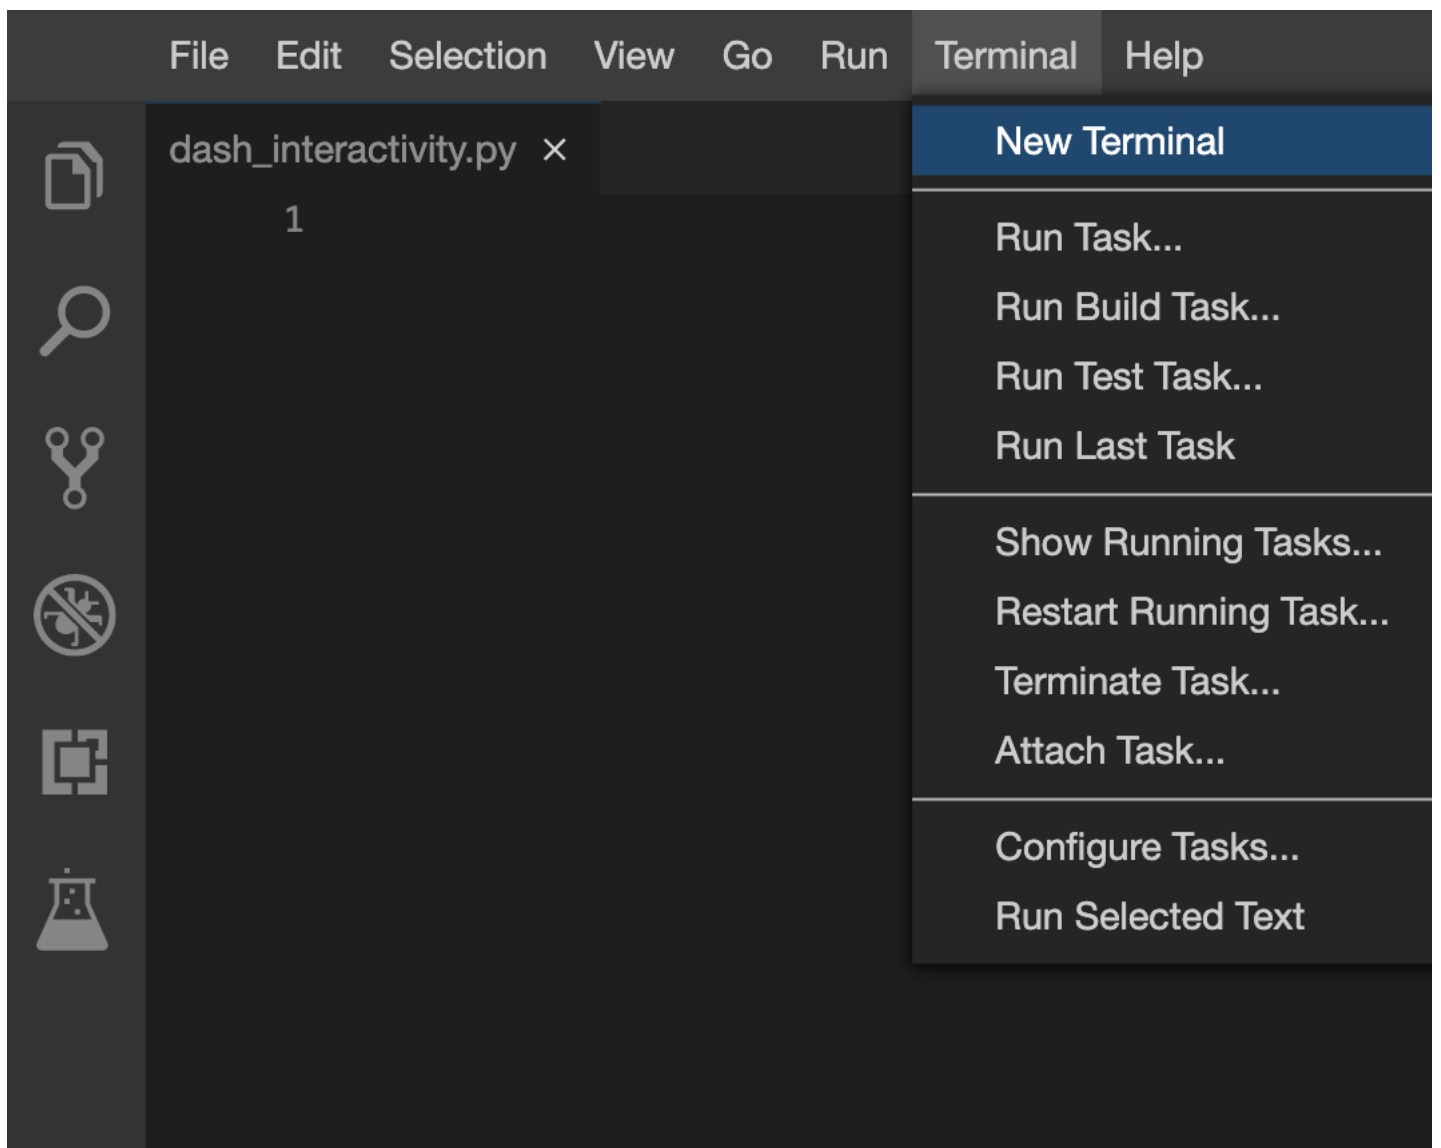 File Edit Selection View Go Run Terminal Help
dash_interactivity.py ×
1
New Terminal
Run Task...
Run Build Task...
Run Test Task...
Run Last Task
Show Running Tasks...
Restart Running Task...
Terminate Task...
Attach Task...
Configure Tasks...
Run Selected Text